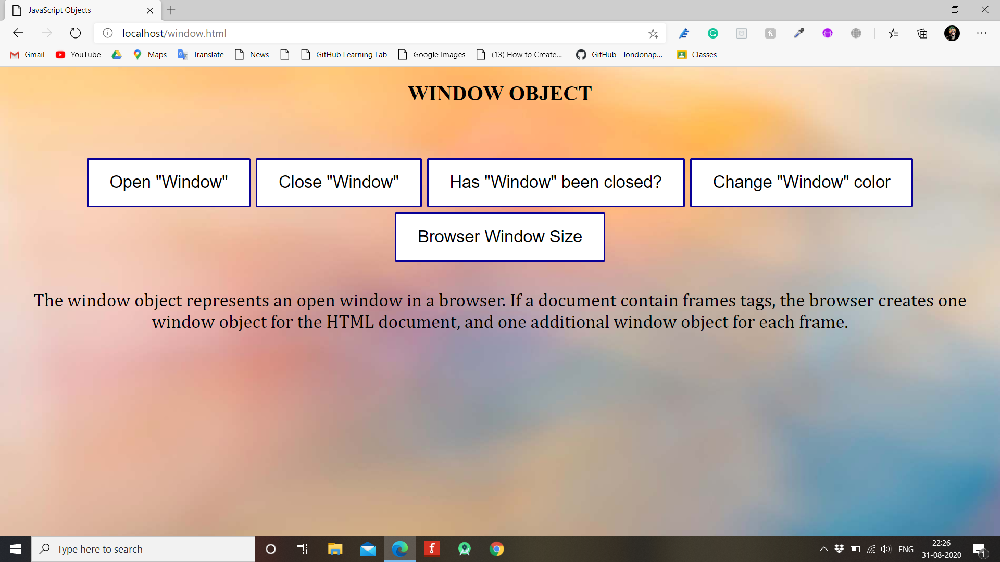 JavaScript Objects
localhost/window.html
Gmail YouTube Maps Translate News GitHub Learning Lab Google Images (13) How to Create... GitHub - londonap... Classes
WINDOW OBJECT
Open "Window" Close "Window" Has "Window" been closed? Change "Window" color
Browser Window Size
The window object represents an open window in a browser. If a document contain frames tags, the browser creates one
window object for the HTML document, and one additional window object for each frame.
Type here to search
ENG
22:26
31-08-2020
1